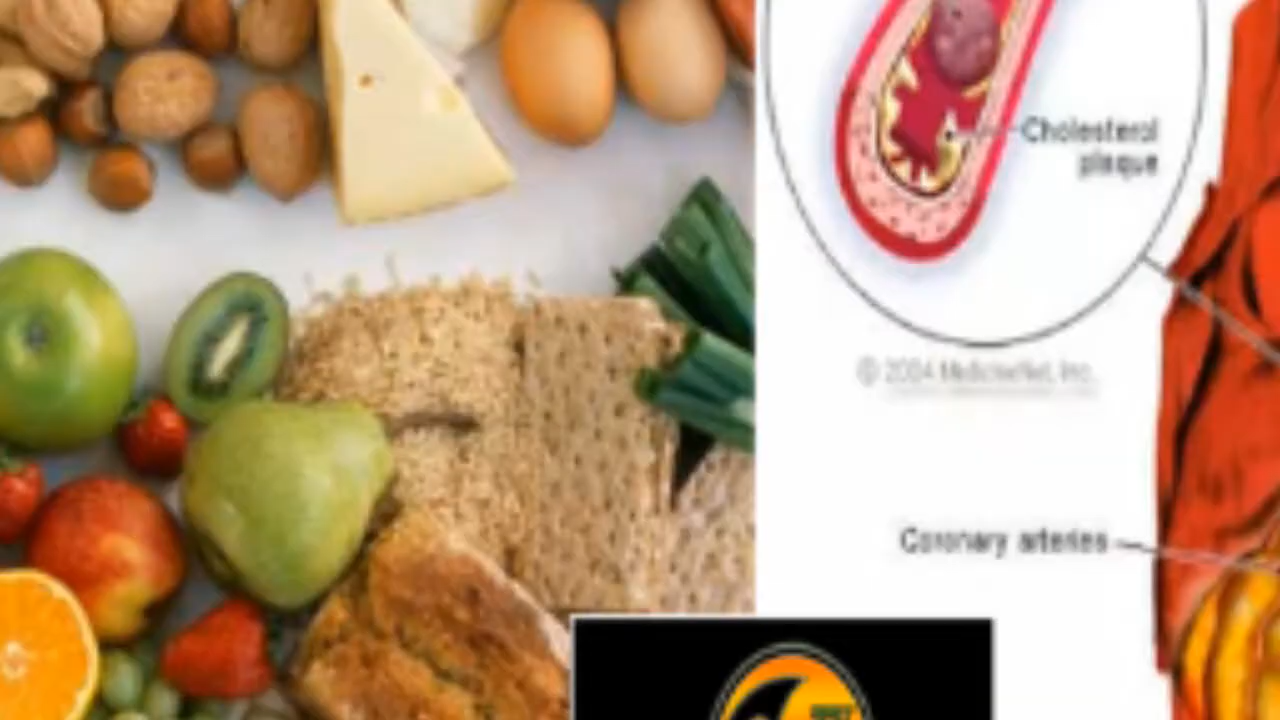 Cholesterol
plaque
© 2004 MedicineNet, Inc.
Coronary arteries